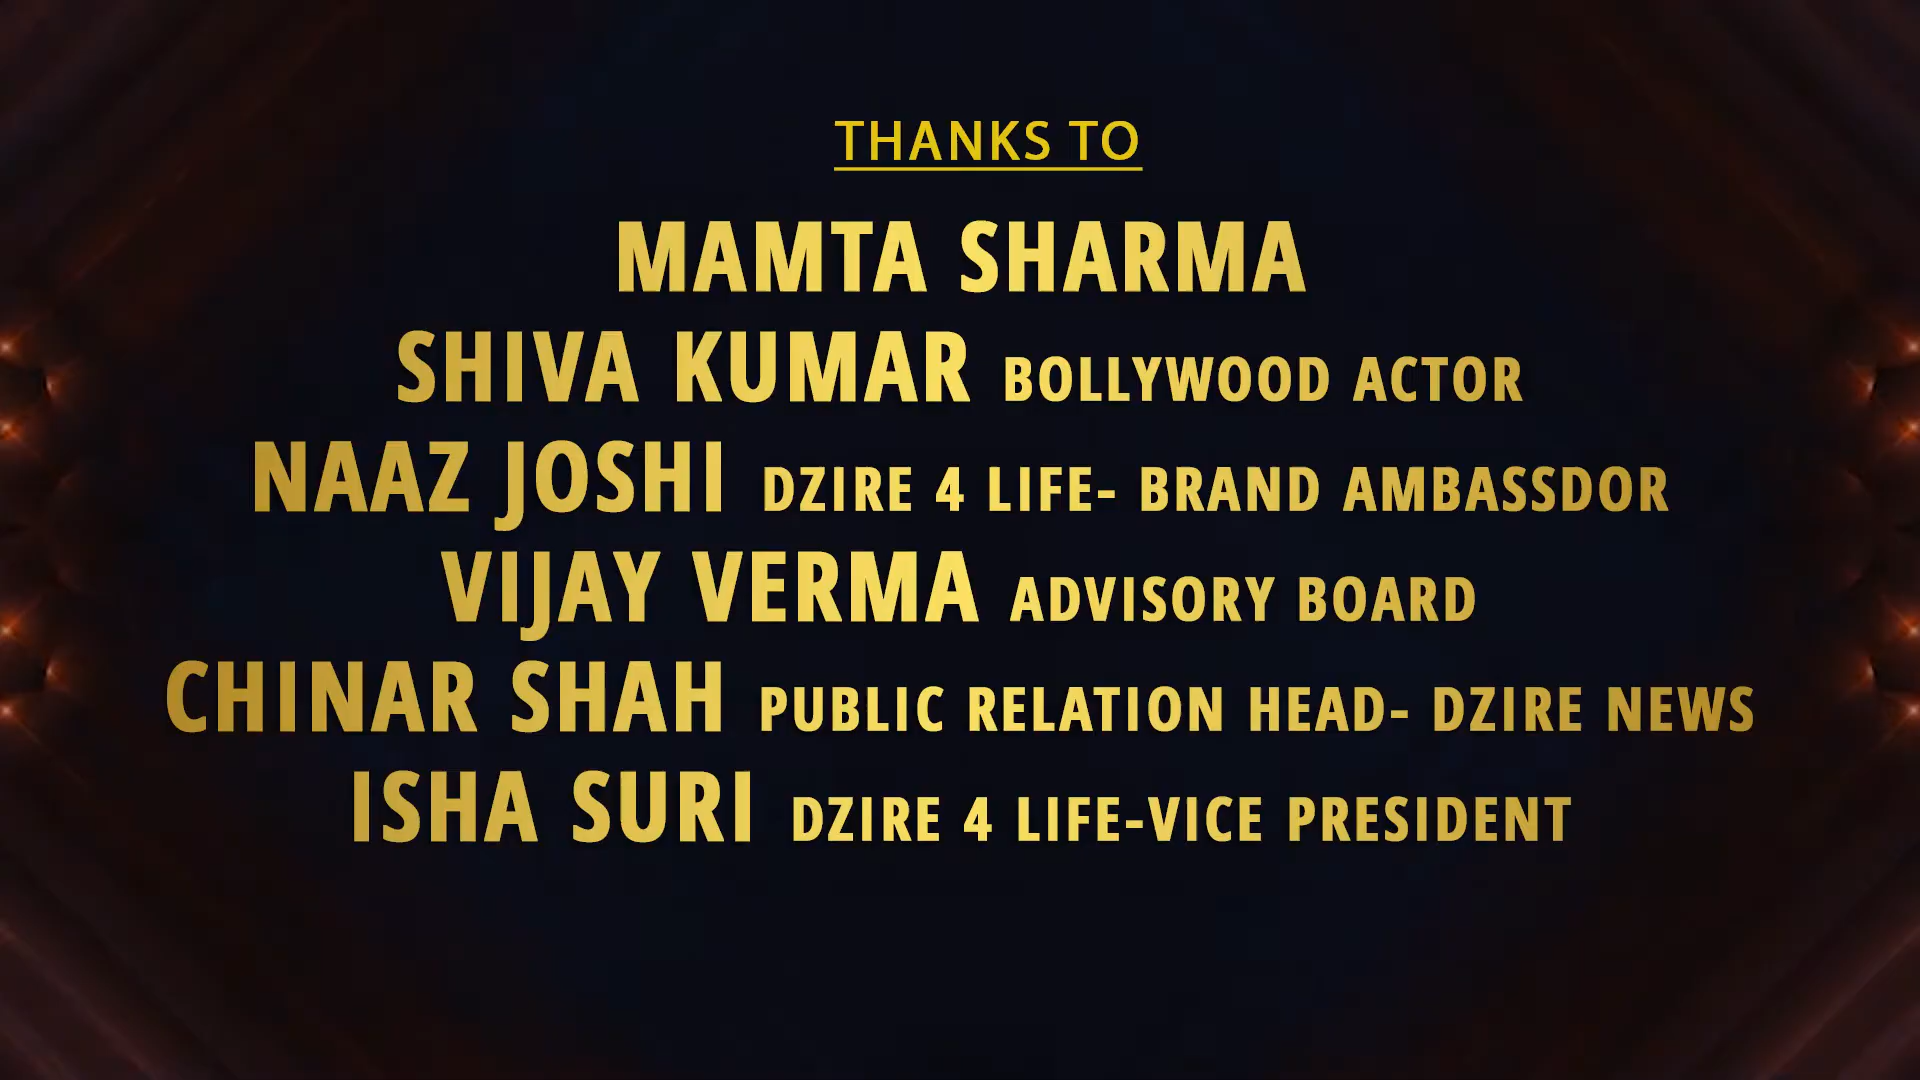 THANKS TO
MAMTA SHARMA
SHIVA KUMAR BOLLYWOOD ACTOR
NAAZ JOSHI DZIRE 4 LIFE- BRAND AMBASSDOR
VIJAY VERMA ADVISORY BOARD
CHINAR SHAH PUBLIC RELATION HEAD- DZIRE NEWS
ISHA SURI DZIRE 4 LIFE-VICE PRESIDENT